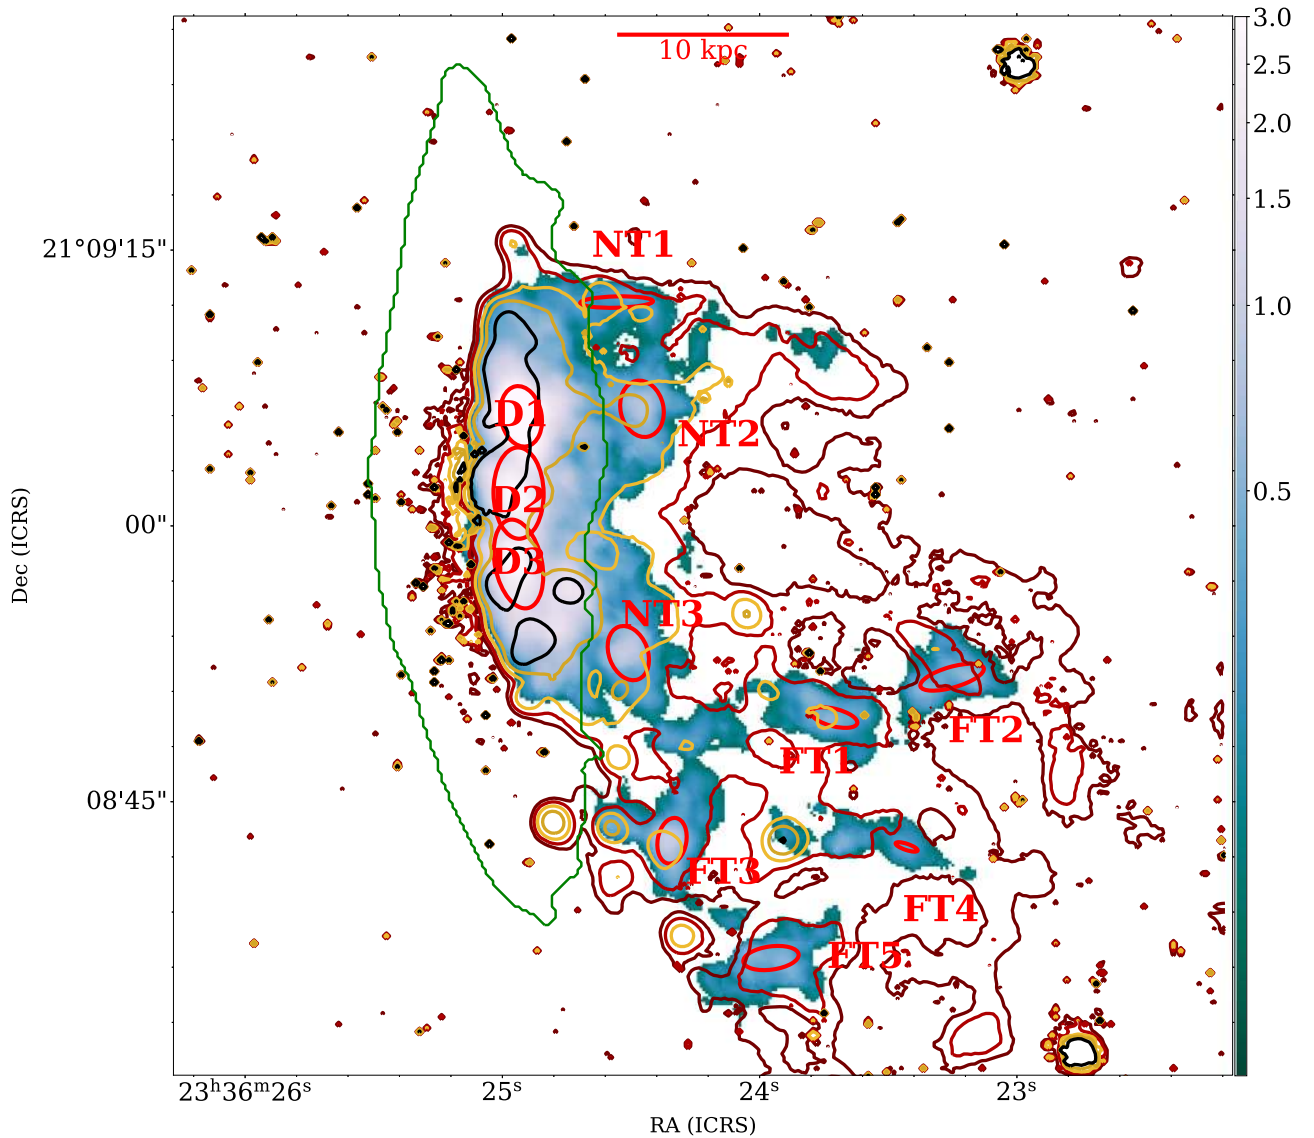 10 kpc
3.0
2.5
2.0
1.5
1.0
0.5
NT1
21°09'15"
D1
NT2
D2
00"
D3
NT3
FT2
FT1
08'45"
FT3
FT4
FT5
23ʰ36ᵐ26ˢ
25ˢ
24ˢ
23ˢ
RA (ICRS)
Dec (ICRS)